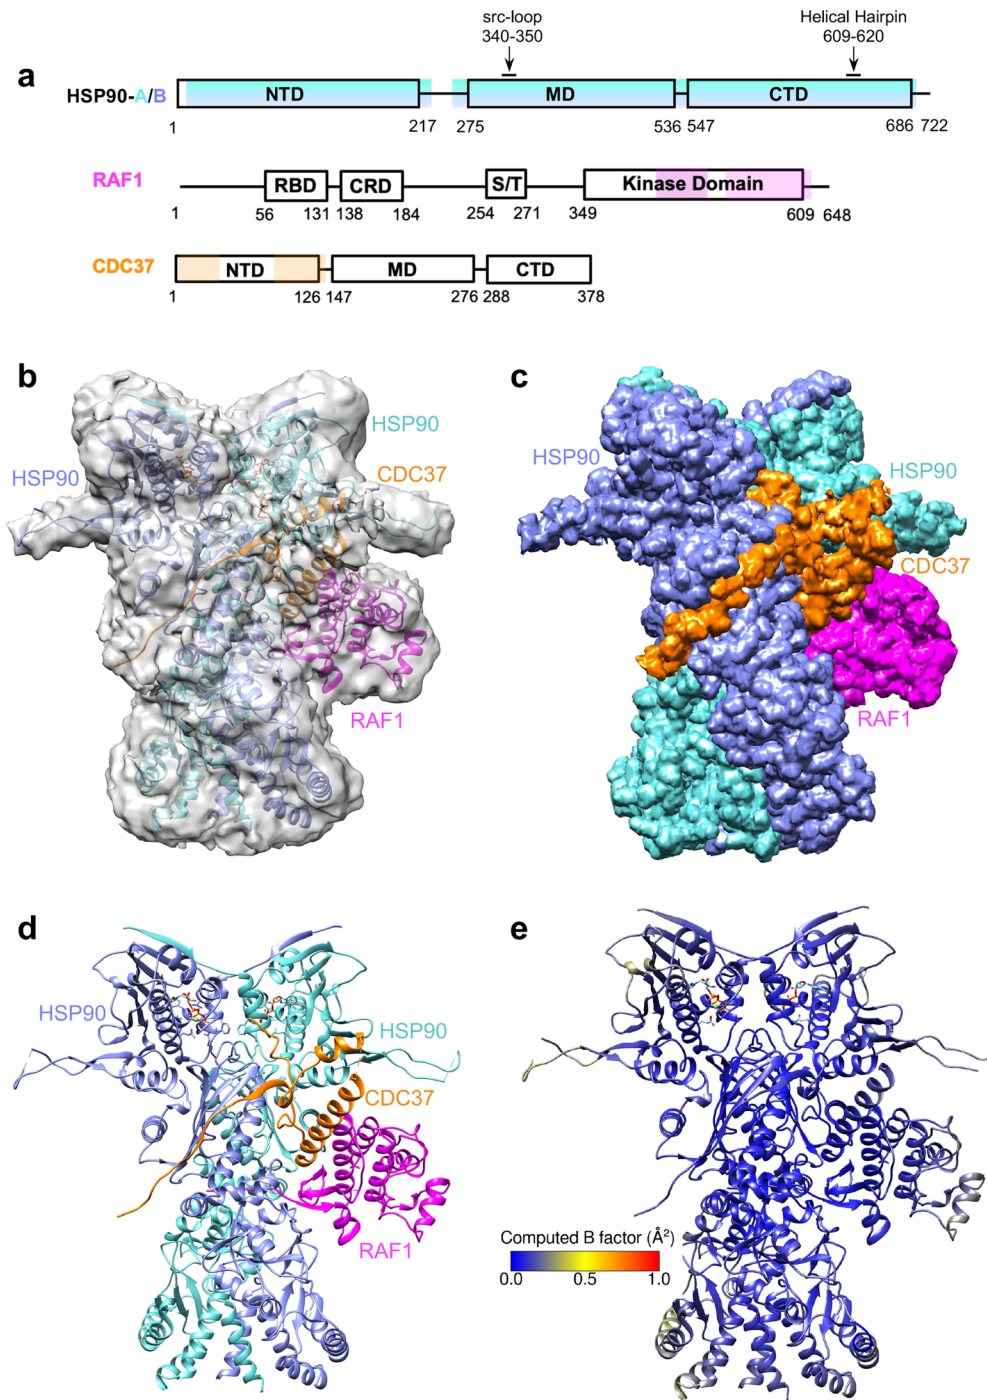 a
src-loop
340-350
Helical Hairpin
609-620
HSP90-A/B
NTD
MD
CTD
1
217
275
536
547
686
722
RAF1
RBD
CRD
S/T
Kinase Domain
1
56
131
138
184
254
271
349
609
648
CDC37
NTD
MD
CTD
1
126
147
276
288
378
b
HSP90
HSP90
CDC37
RAF1
c
HSP90
HSP90
CDC37
RAF1
d
HSP90
HSP90
CDC37
RAF1
e
Computed B factor (Å²)
0.0
0.5
1.0